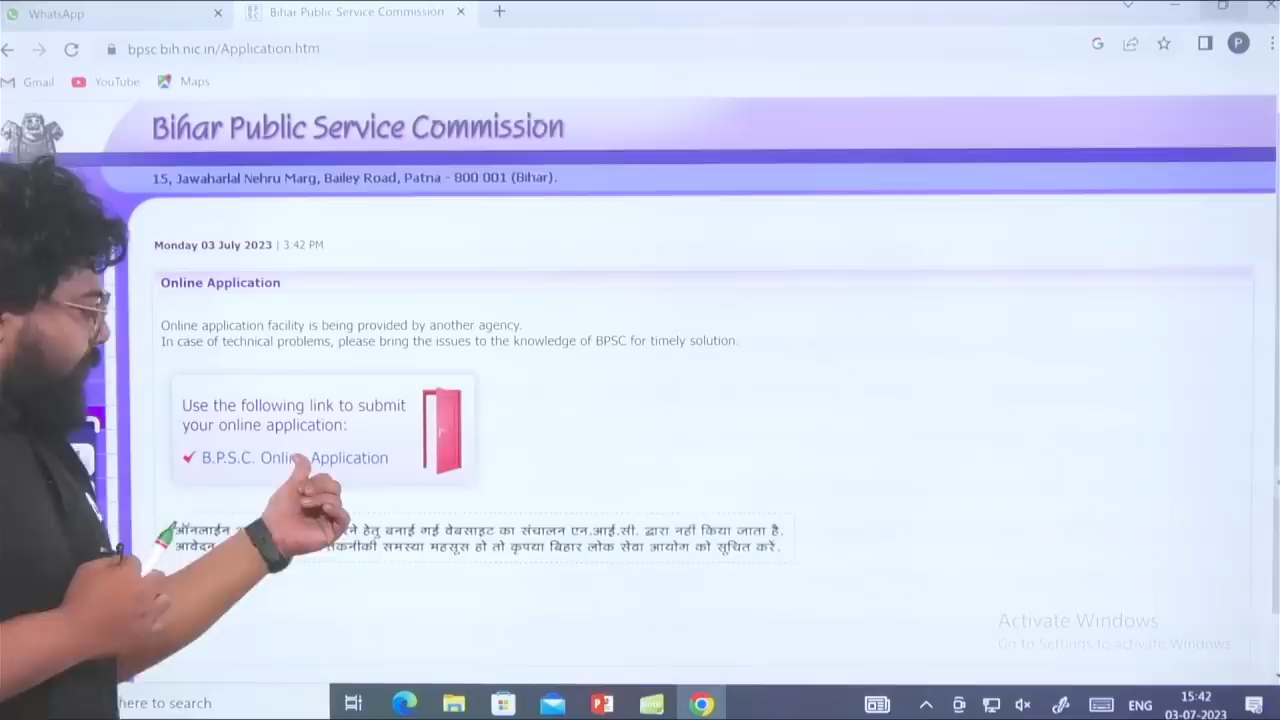 WhatsApp
Bihar Public Service Commission
bpsc.bih.nic.in/Application.htm
G
P
Gmail
YouTube
Maps
Bihar Public Service Commission
15, Jawaharlal Nehru Marg, Bailey Road, Patna - 800 001 (Bihar).
Monday 03 July 2023 | 3:42 PM
Online Application
Online application facility is being provided by another agency.
In case of technical problems, please bring the issues to the knowledge of BPSC for timely solution.
Use the following link to submit
your online application:
B.P.S.C. Online Application
ऑनलाईन हेतु बनाई गई वेबसाइट का संचालन एन.आई.सी. द्वारा नहीं किया जाता है.
आवेदन समस्या महसूस हो तो कृपया बिहार लोक सेवा आयोग को सूचित करें.
Activate Windows
Go to Settings to activate Windows.
here to search
ENG
15:42
03-07-2023